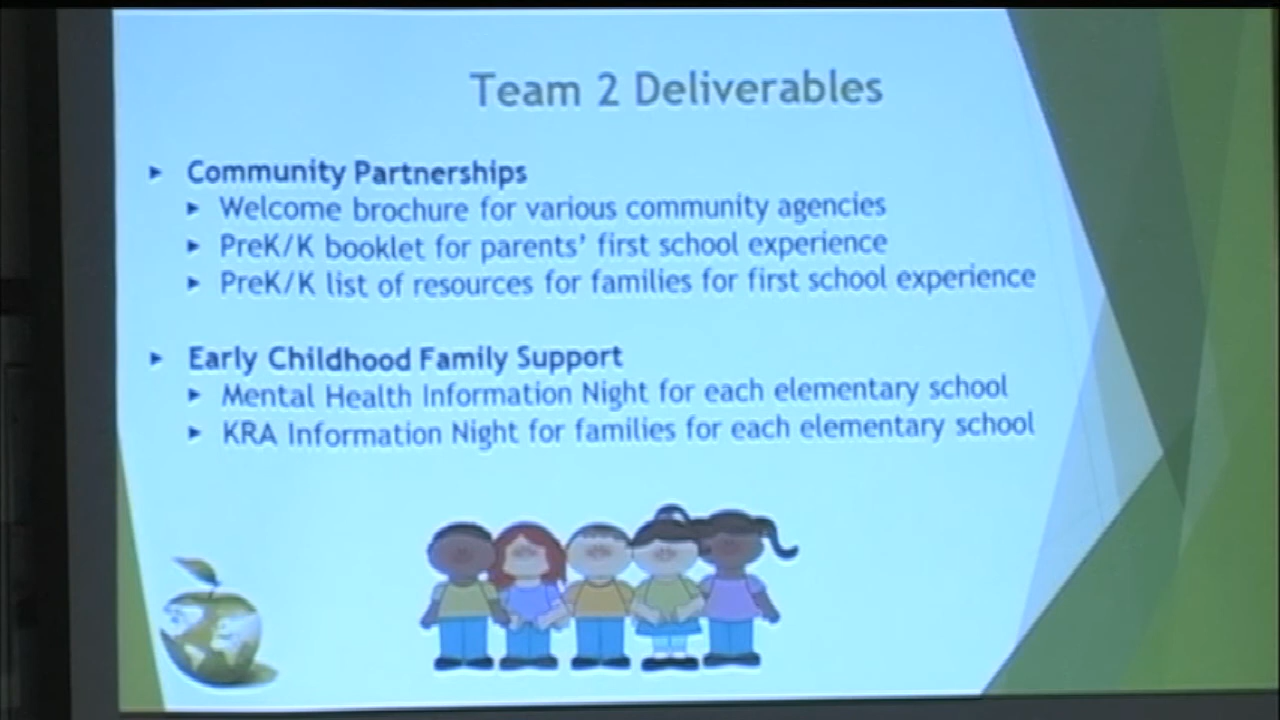 Team 2 Deliverables
Community Partnerships
Welcome brochure for various community agencies
PreK/K booklet for parents' first school experience
PreK/K list of resources for families for first school experience
Early Childhood Family Support
Mental Health Information Night for each elementary school
KRA Information Night for families for each elementary school